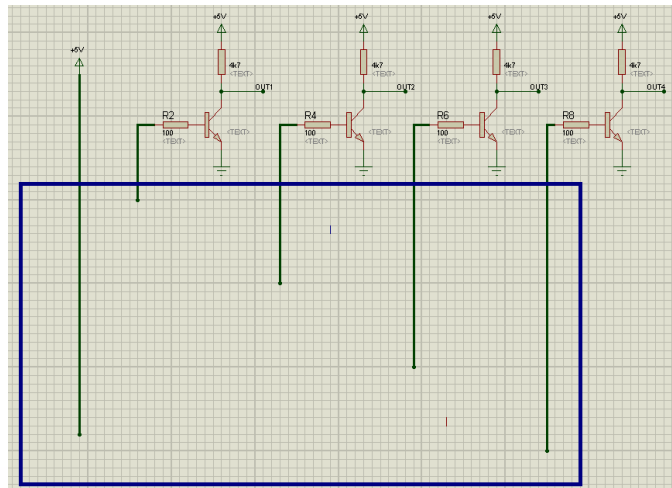 +5V +5V +5V +5V
+5V
4k7 4k7 4k7 4k7
<TEXT> <TEXT> <TEXT> <TEXT>
OUT1 OUT2 OUT3 OUT4
R2 R4 R6 R8
100 <TEXT> 100 <TEXT> 100 <TEXT> 100 <TEXT>
<TEXT> <TEXT> <TEXT> <TEXT>